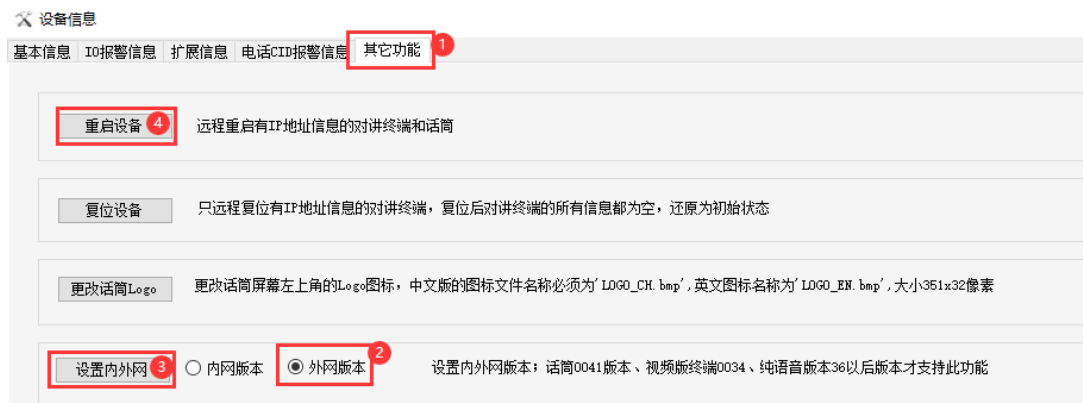 设备信息
基本信息 IO报警信息 扩展信息 电话CID报警信息 其它功能 1
重启设备 4 远程重启有IP地址信息的对讲终端和话筒
复位设备 只远程复位有IP地址信息的对讲终端，复位后对讲终端的所有信息都为空，还原为初始状态
更改话筒Logo 更改话筒屏幕左上角的Logo图标，中文版的图标文件名称必须为'LOGO_CH.bmp',英文图标名称为'LOGO_EN.bmp',大小351x32像素
设置内外网 3 内网版本 外网版本 2 设置内外网版本；话筒0041版本、视频版终端0034、纯语音版本36以后版本才支持此功能